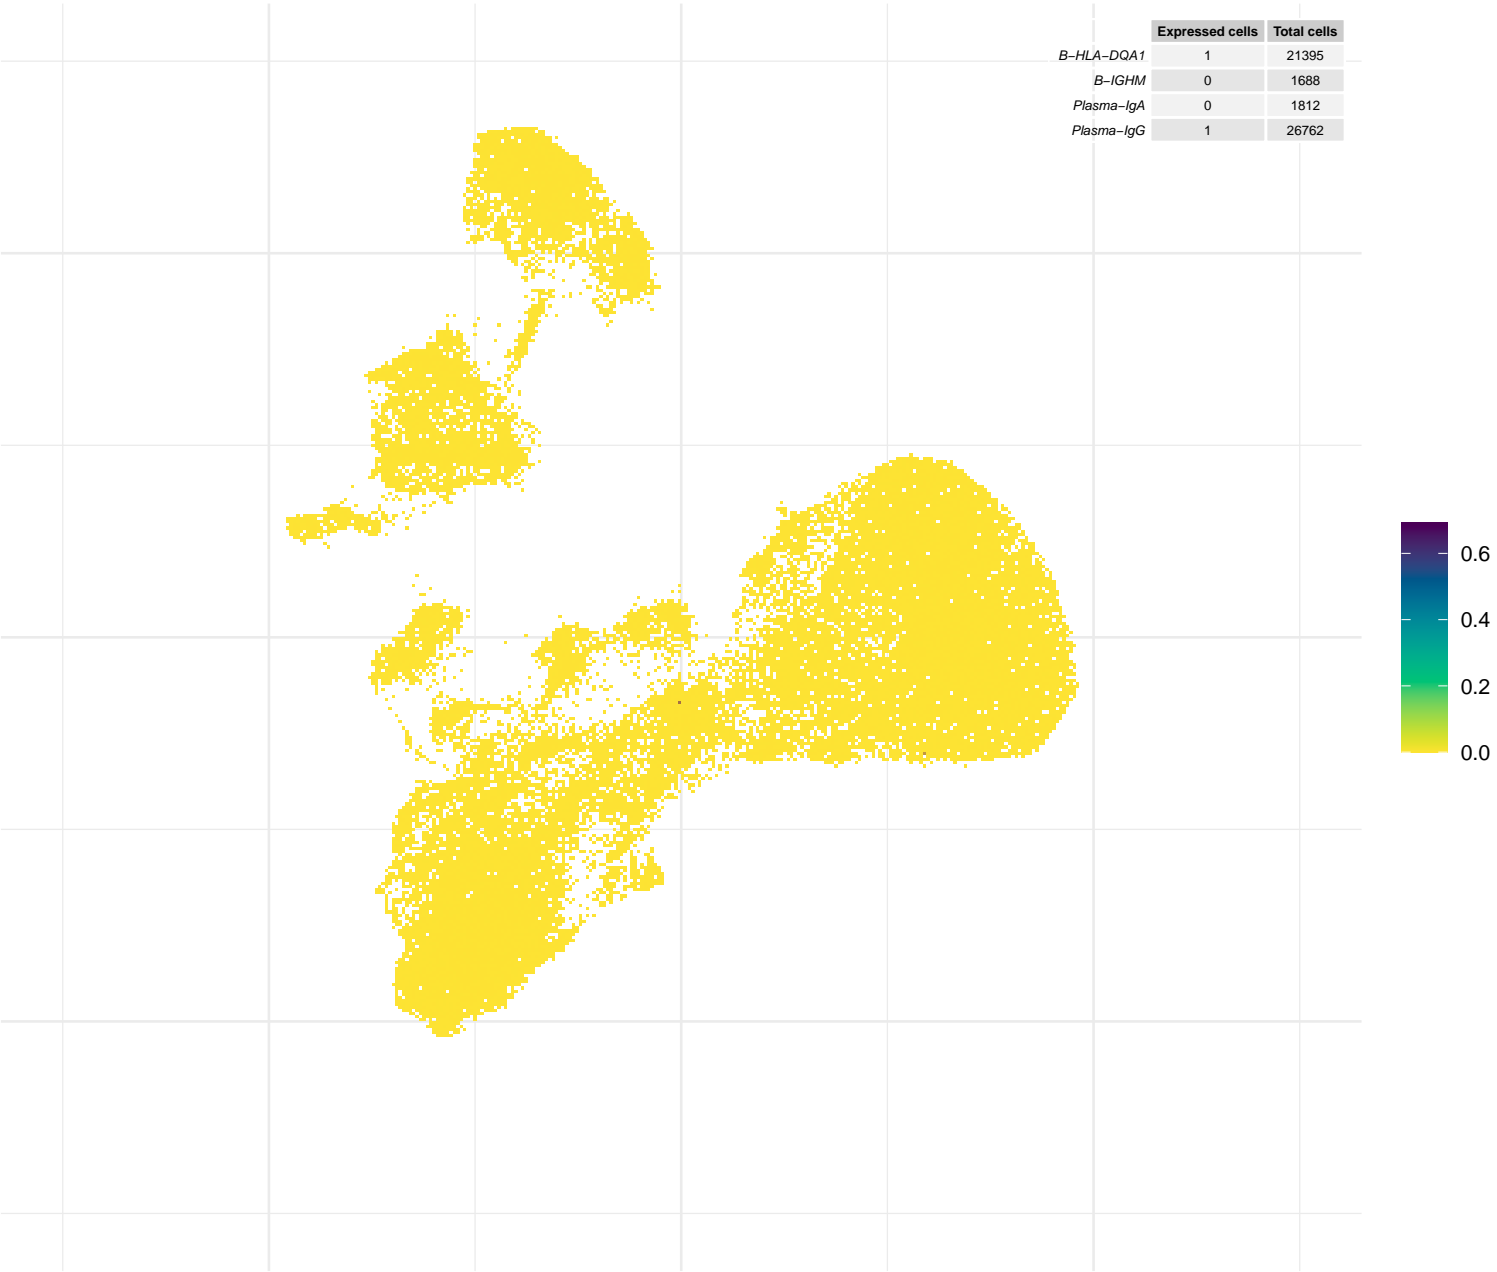 Expressed cells Total cells
B-HLA-DQA1 1 21395
B-IGHM 0 1688
Plasma-IgA 0 1812
Plasma-IgG 1 26762
0.6
0.4
0.2
0.0